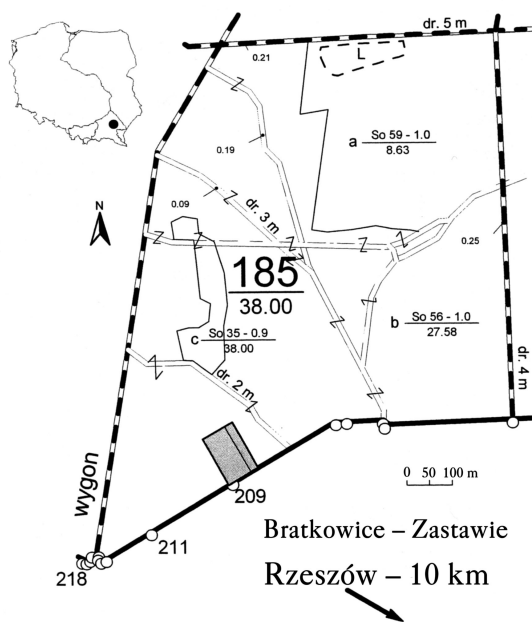 dr. 5 m
0.21
L
So 59 - 1.0
a
8.63
0.19
N
0.09
dr. 3 m
0.25
185
38.00
So 56 - 1.0
b
27.58
So 35 - 0.9
c
38.00
dr. 2 m
dr. 4 m
wygon
0 50 100 m
209
211
218
Bratkowice – Zastawie
Rzeszów – 10 km